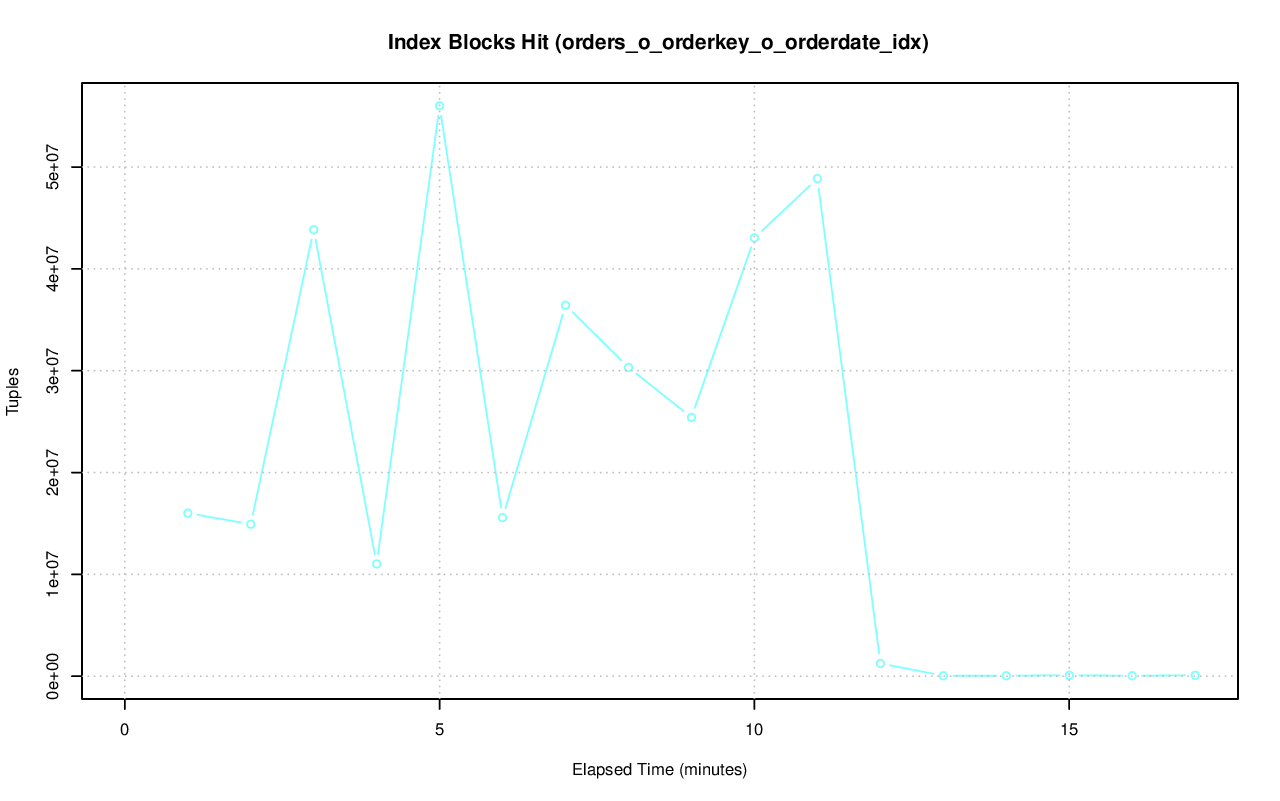 Index Blocks Hit (orders_o_orderkey_o_orderdate_idx)
Tuples
5e+07
4e+07
3e+07
2e+07
1e+07
0e+00
0 5 10 15
Elapsed Time (minutes)